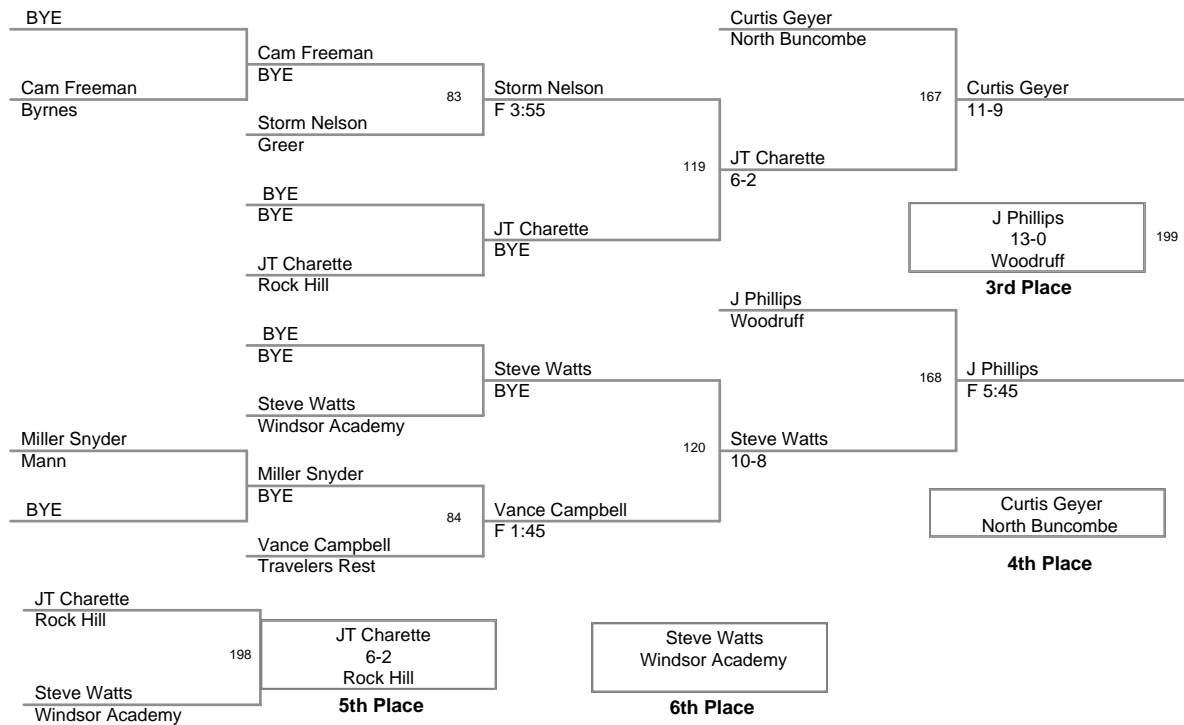 BYE
Cam Freeman
Byrnes
Cam Freeman
BYE
83
Storm Nelson
Greer
Storm Nelson
F 3:55
BYE
BYE
JT Charette
Rock Hill
JT Charette
BYE
119
Curtis Geyer
North Buncombe
JT Charette
6-2
167
Curtis Geyer
11-9
J Phillips
13-0
Woodruff
199
3rd Place
BYE
BYE
Steve Watts
Windsor Academy
Steve Watts
BYE
Miller Snyder
Mann
BYE
Miller Snyder
BYE
84
Vance Campbell
Travelers Rest
Vance Campbell
F 1:45
120
J Phillips
Woodruff
Steve Watts
10-8
168
J Phillips
F 5:45
Curtis Geyer
North Buncombe
4th Place
JT Charette
Rock Hill
198
Steve Watts
Windsor Academy
JT Charette
6-2
Rock Hill
5th Place
Steve Watts
Windsor Academy
6th Place